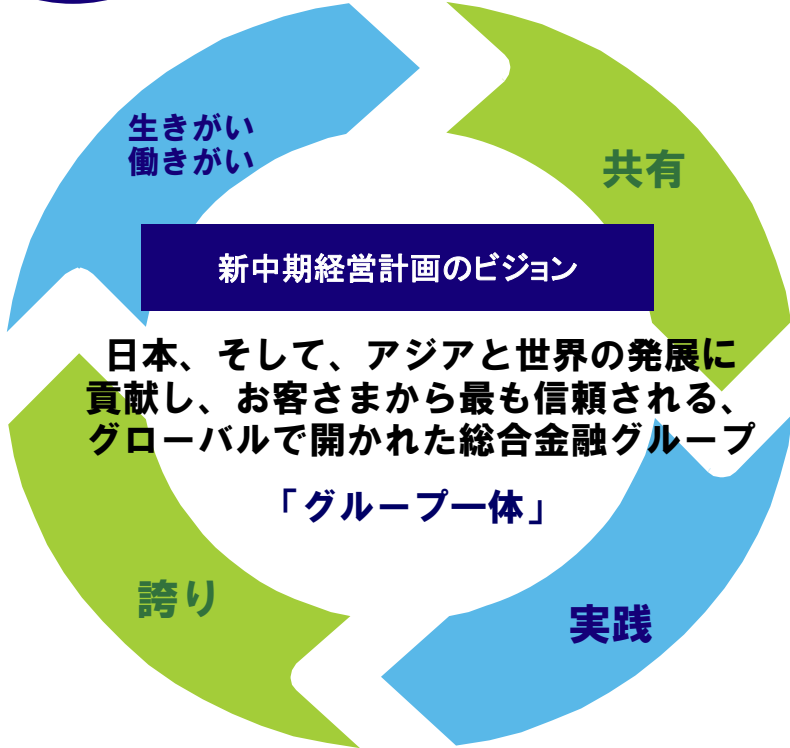 生きがい
働きがい
共有
新中期経営計画のビジョン
日本、そして、アジアと世界の発展に
貢献し、お客さまから最も信頼される、
グローバルで開かれた総合金融グループ
「グループ一体」
誇り
実践